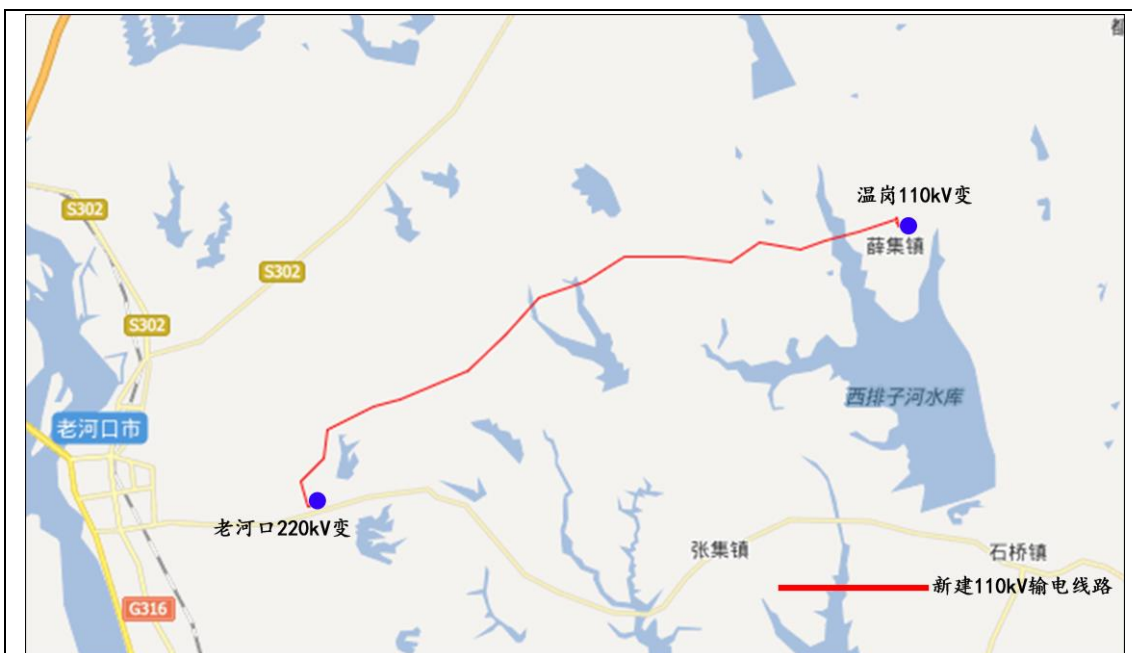 都
温岗110kV变
S302
薛集镇
S302
S302
西排子河水库
老河口市
老河口220kV变
张集镇
石桥镇
新建110kV输电线路
G316